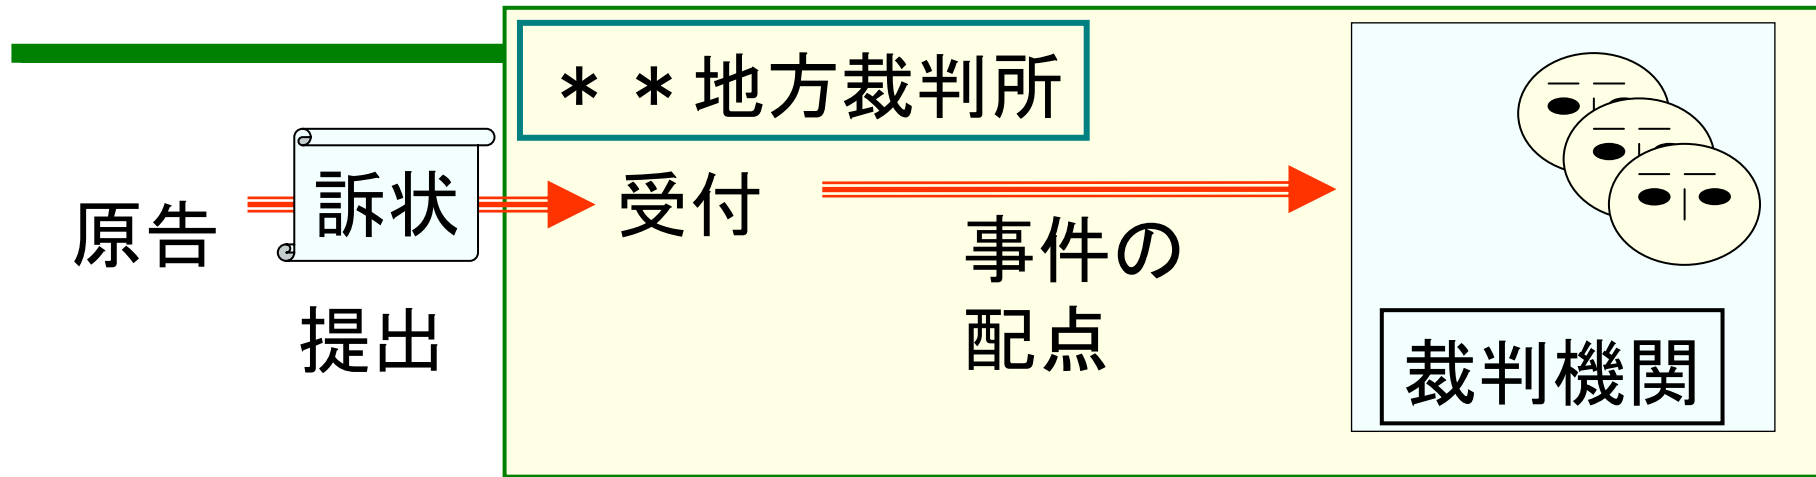 ＊＊地方裁判所
原告
訴状
提出
受付
事件の
配点
裁判機関